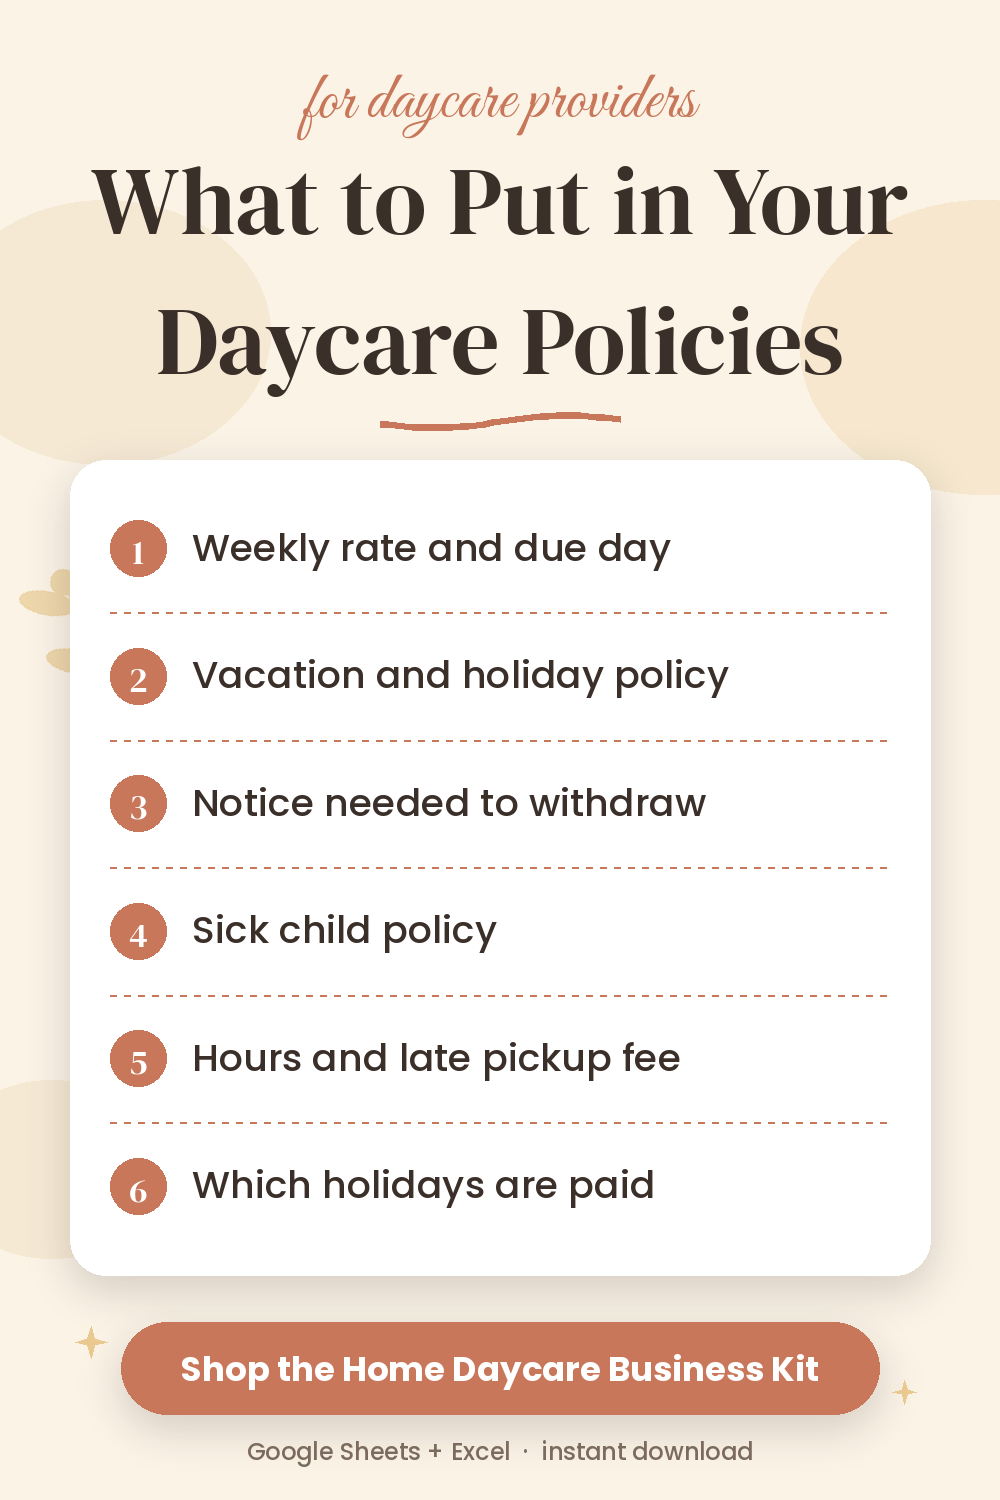 for daycare providers
What to Put in Your
Daycare Policies
1 Weekly rate and due day
2 Vacation and holiday policy
3 Notice needed to withdraw
4 Sick child policy
5 Hours and late pickup fee
6 Which holidays are paid
Shop the Home Daycare Business Kit
Google Sheets + Excel · instant download